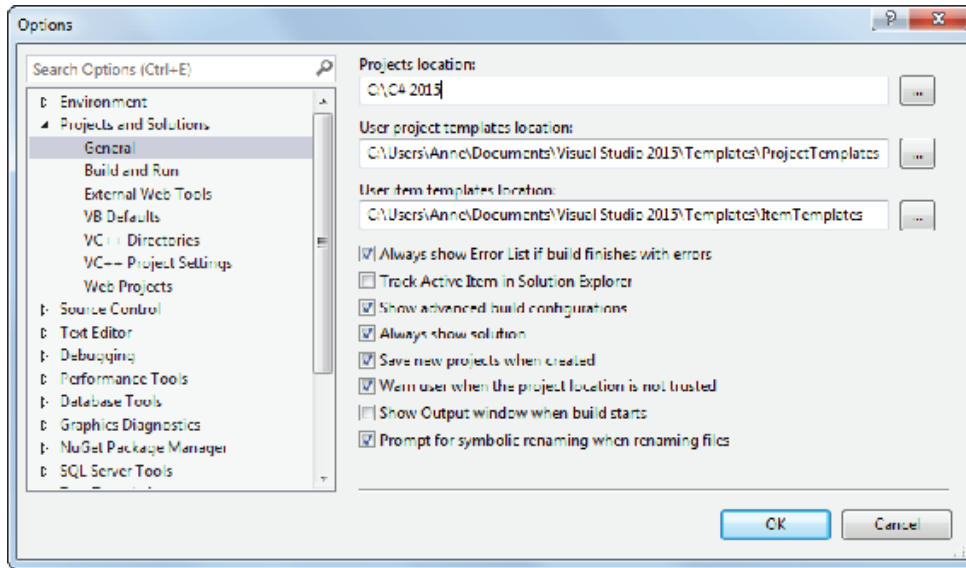 Options
Search Options (Ctrl+E)
Environment
Projects and Solutions
General
Build and Run
External Web Tools
VB Defaults
VC++ Directories
VC++ Project Settings
Web Projects
Source Control
Text Editor
Debugging
Performance Tools
Database Tools
Graphics Diagnostics
NuGet Package Manager
SQL Server Tools
Projects location:
C:\C# 2015
...
User project templates location:
C:\Users\Anne\Documents\Visual Studio 2015\Templates\ProjectTemplates
...
User item templates location:
C:\Users\Anne\Documents\Visual Studio 2015\Templates\ItemTemplates
...
Always show Error List if build finishes with errors
Track Active Item in Solution Explorer
Show advanced build configurations
Always show solution
Save new projects when created
Warn user when the project location is not trusted
Show Output window when build starts
Prompt for symbolic renaming when renaming files
OK
Cancel